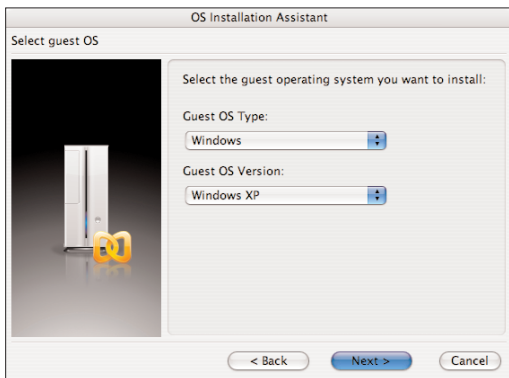 OS Installation Assistant
Select guest OS
Select the guest operating system you want to install:
Guest OS Type:
Windows
Guest OS Version:
Windows XP
< Back
Next >
Cancel